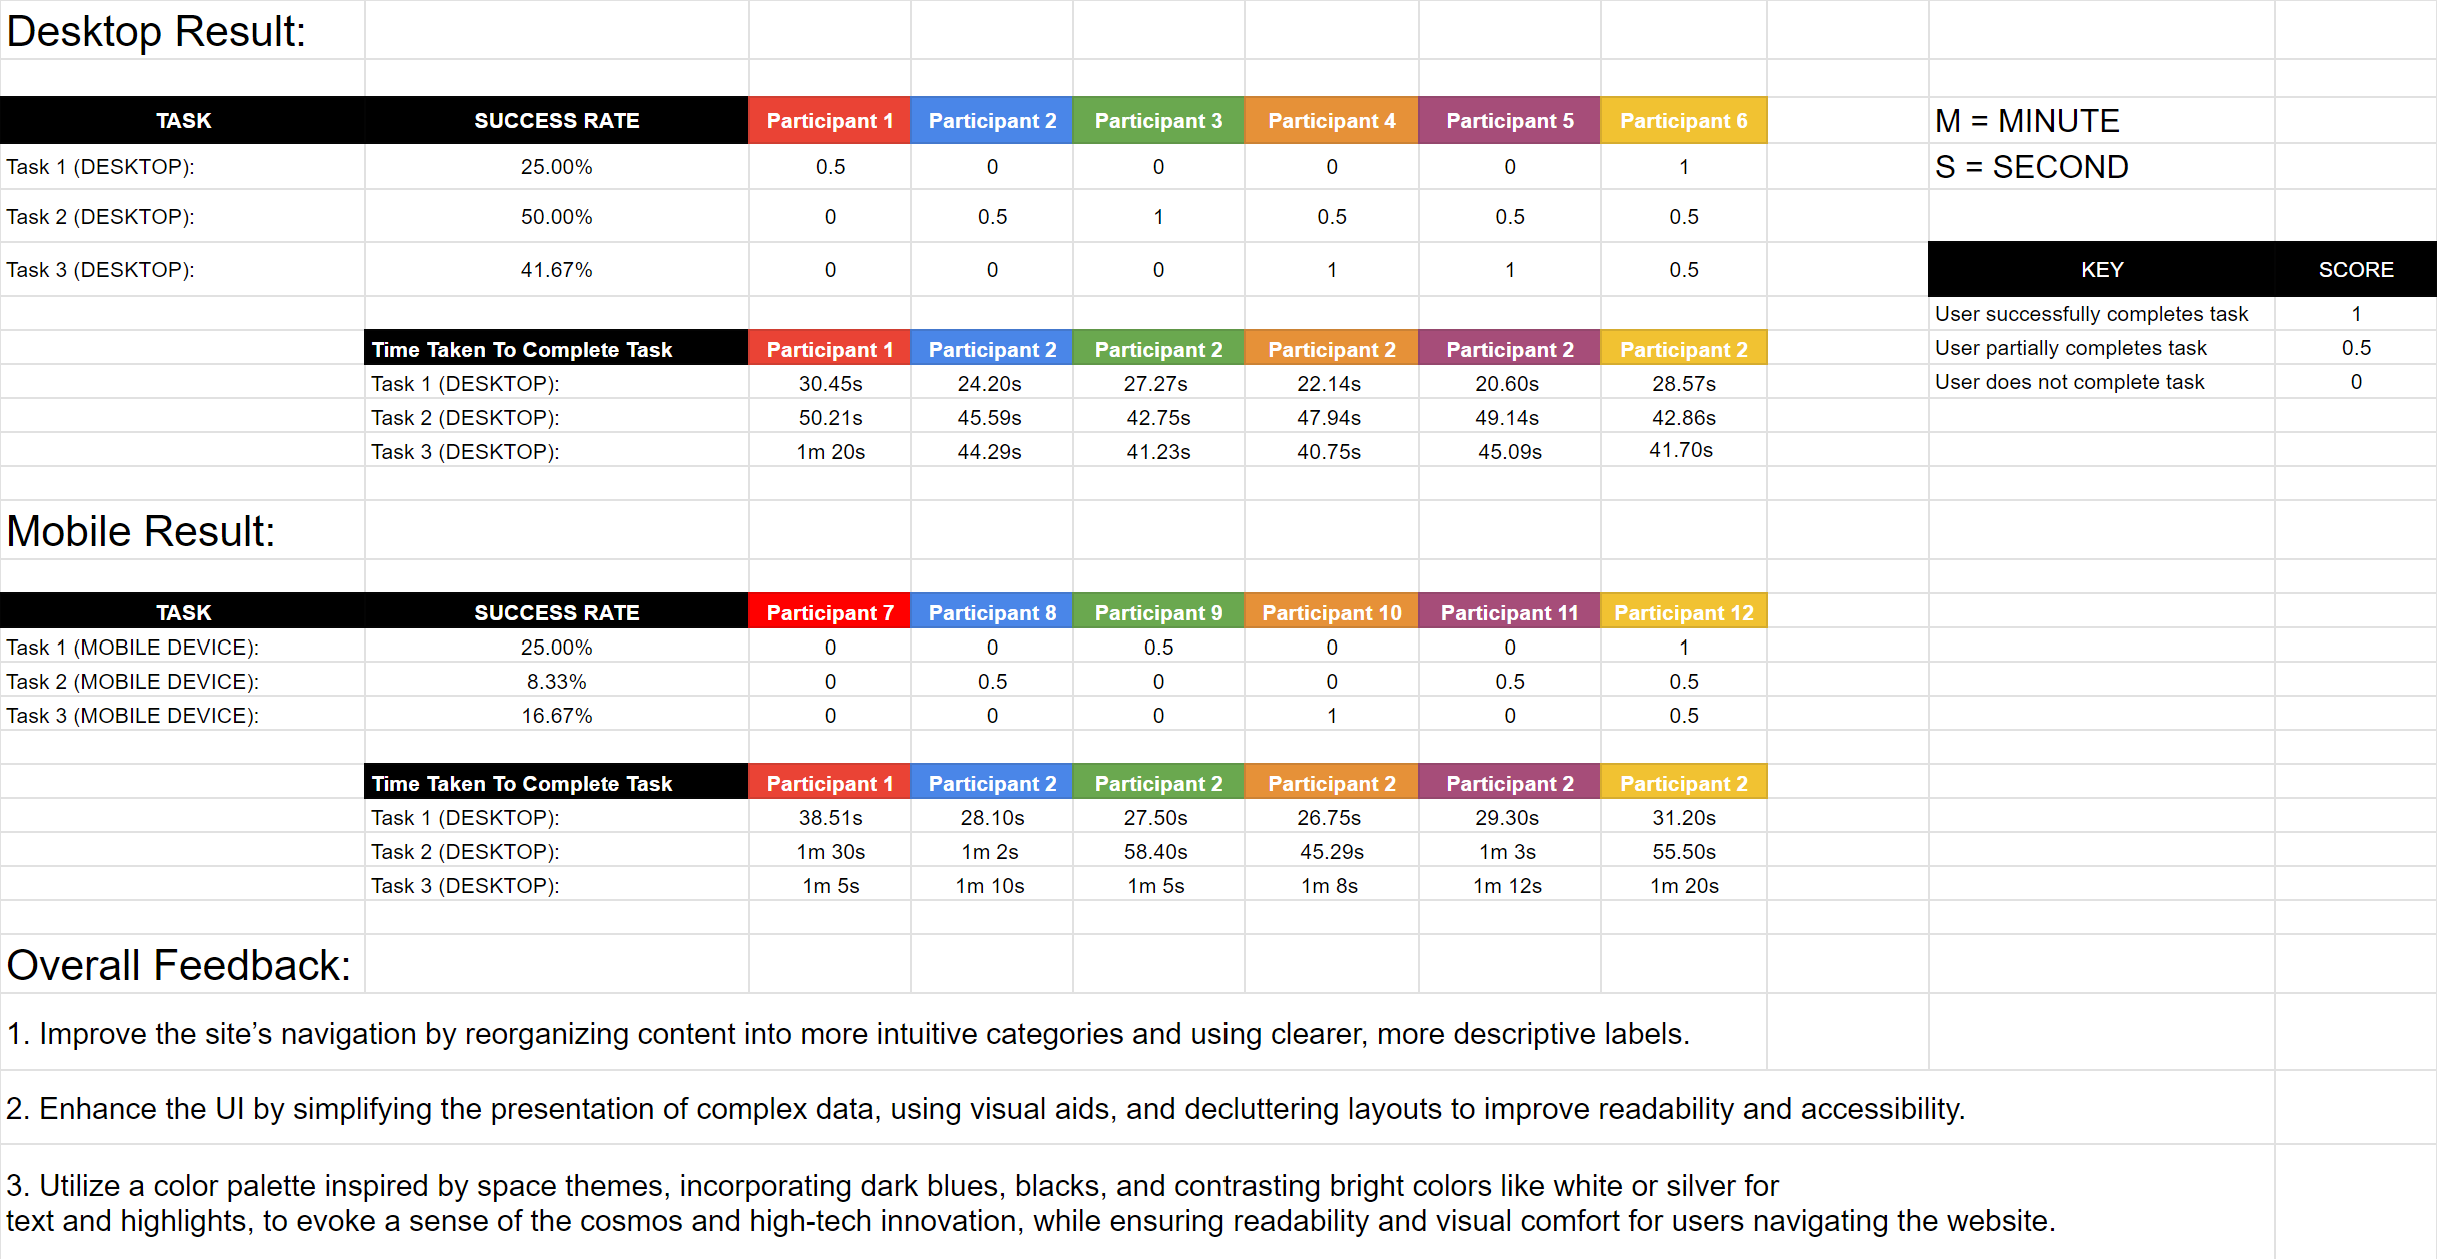 Desktop Result:
TASK SUCCESS RATE Participant 1 Participant 2 Participant 3 Participant 4 Participant 5 Participant 6 M = MINUTE
Task 1 (DESKTOP): 25.00% 0.5 0 0 0 0 1 S = SECOND
Task 2 (DESKTOP): 50.00% 0 0.5 1 0.5 0.5 0.5
Task 3 (DESKTOP): 41.67% 0 0 0 1 1 0.5 KEY SCORE
User successfully completes task 1
Time Taken To Complete Task Participant 1 Participant 2 Participant 2 Participant 2 Participant 2 Participant 2 User partially completes task 0.5
Task 1 (DESKTOP): 30.45s 24.20s 27.27s 22.14s 20.60s 28.57s User does not complete task 0
Task 2 (DESKTOP): 50.21s 45.59s 42.75s 47.94s 49.14s 42.86s
Task 3 (DESKTOP): 1m 20s 44.29s 41.23s 40.75s 45.09s 41.70s
Mobile Result:
TASK SUCCESS RATE Participant 7 Participant 8 Participant 9 Participant 10 Participant 11 Participant 12
Task 1 (MOBILE DEVICE): 25.00% 0 0 0.5 0 0 1
Task 2 (MOBILE DEVICE): 8.33% 0 0.5 0 0 0.5 0.5
Task 3 (MOBILE DEVICE): 16.67% 0 0 0 1 0 0.5
Time Taken To Complete Task Participant 1 Participant 2 Participant 2 Participant 2 Participant 2 Participant 2
Task 1 (DESKTOP): 38.51s 28.10s 27.50s 26.75s 29.30s 31.20s
Task 2 (DESKTOP): 1m 30s 1m 2s 58.40s 45.29s 1m 3s 55.50s
Task 3 (DESKTOP): 1m 5s 1m 10s 1m 5s 1m 8s 1m 12s 1m 20s
Overall Feedback:
1. Improve the site’s navigation by reorganizing content into more intuitive categories and using clearer, more descriptive labels.
2. Enhance the UI by simplifying the presentation of complex data, using visual aids, and decluttering layouts to improve readability and accessibility.
3. Utilize a color palette inspired by space themes, incorporating dark blues, blacks, and contrasting bright colors like white or silver for
text and highlights, to evoke a sense of the cosmos and high-tech innovation, while ensuring readability and visual comfort for users navigating the website.